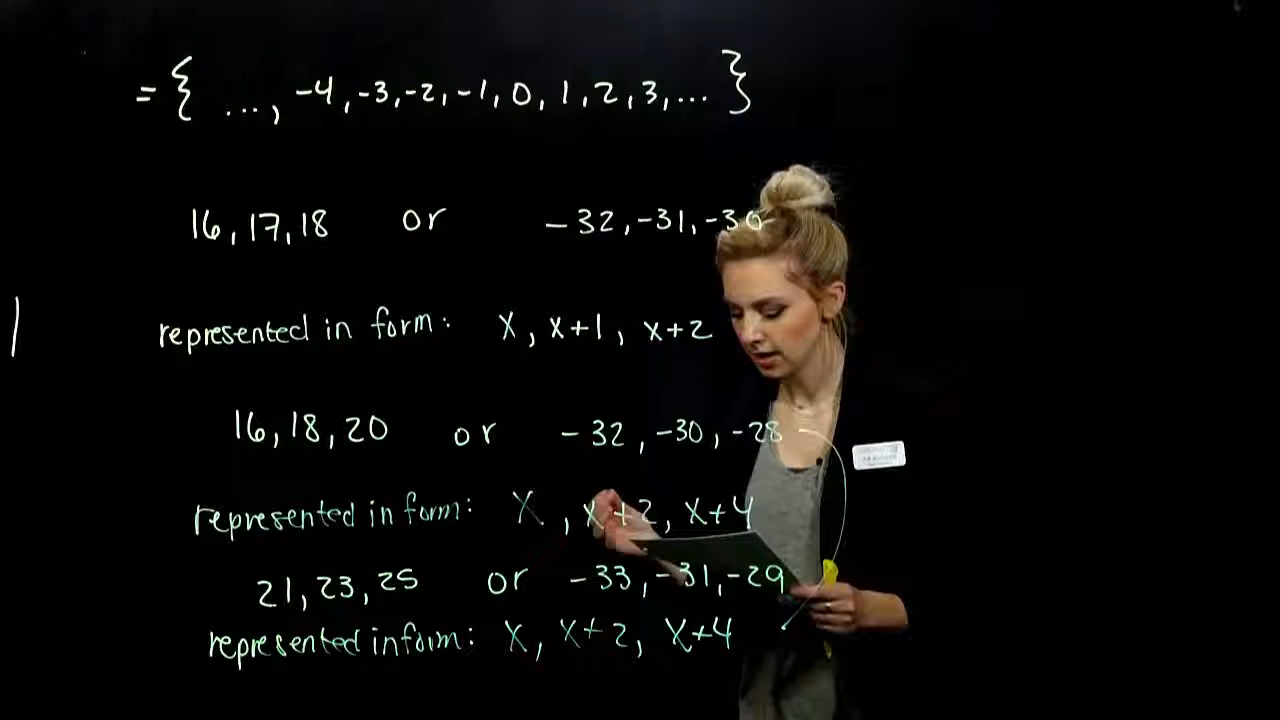 = { ..., -4, -3, -2, -1, 0, 1, 2, 3, ... }
16, 17, 18 or -32, -31, -30
represented in form: x, x+1, x+2
16, 18, 20 or -32, -30, -28
represented in form: x, x+2, x+4
21, 23, 25 or -33, -31, -29
represented in form: x, x+2, x+4